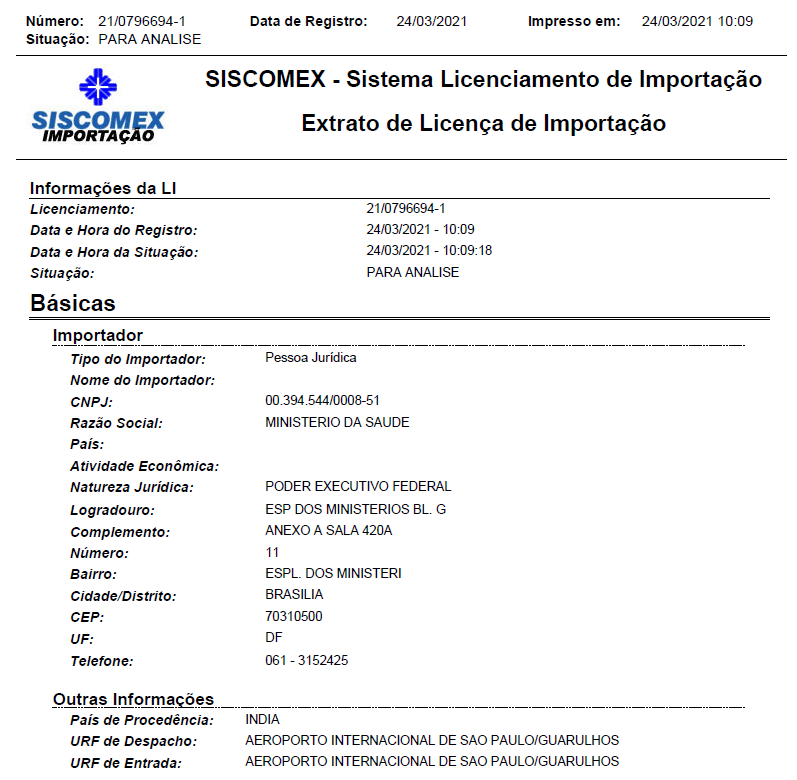 Número: 21/0796694-1 Data de Registro: 24/03/2021 Impresso em: 24/03/2021 10:09
Situação: PARA ANALISE
SISCOMEX - Sistema Licenciamento de Importação
SISCOMEX
IMPORTAÇÃO
Extrato de Licença de Importação
Informações da LI
Licenciamento: 21/0796694-1
Data e Hora do Registro: 24/03/2021 - 10:09
Data e Hora da Situação: 24/03/2021 - 10:09:18
Situação: PARA ANALISE
Básicas
Importador
Tipo do Importador: Pessoa Jurídica
Nome do Importador:
CNPJ: 00.394.544/0008-51
Razão Social: MINISTERIO DA SAUDE
País:
Atividade Econômica:
Natureza Jurídica: PODER EXECUTIVO FEDERAL
Logradouro: ESP DOS MINISTERIOS BL. G
Complemento: ANEXO A SALA 420A
Número: 11
Bairro: ESPL. DOS MINISTERI
Cidade/Distrito: BRASILIA
CEP: 70310500
UF: DF
Telefone: 061 - 3152425
Outras Informações
País de Procedência: INDIA
URF de Despacho: AEROPORTO INTERNACIONAL DE SAO PAULO/GUARULHOS
URF de Entrada: AEROPORTO INTERNACIONAL DE SAO PAULO/GUARULHOS